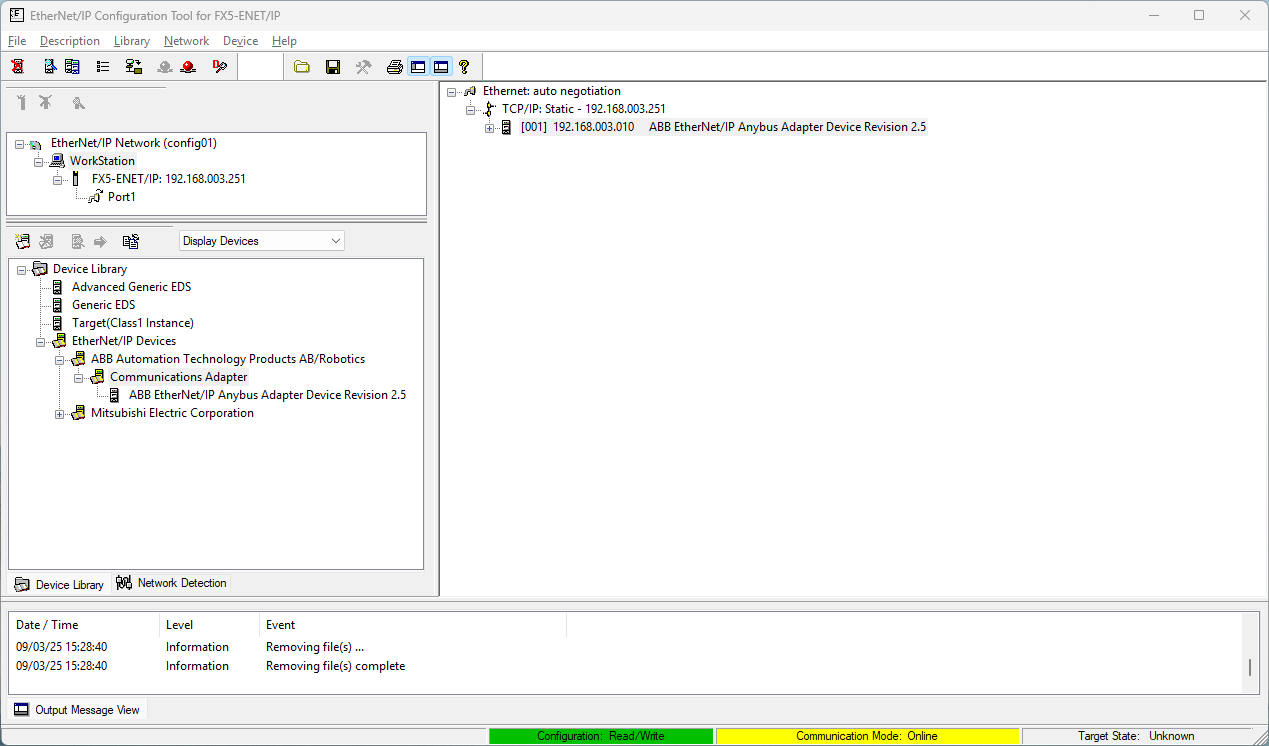 EtherNet/IP Configuration Tool for FX5-ENET/IP
File Description Library Network Device Help
EtherNet/IP Network (config01)
WorkStation
FX5-ENET/IP: 192.168.003.251
Port1
Display Devices
Device Library
Advanced Generic EDS
Generic EDS
Target(Class1 Instance)
EtherNet/IP Devices
ABB Automation Technology Products AB/Robotics
Communications Adapter
ABB EtherNet/IP Anybus Adapter Device Revision 2.5
Mitsubishi Electric Corporation
Device Library Network Detection
Ethernet: auto negotiation
TCP/IP: Static - 192.168.003.251
[001] 192.168.003.010 ABB EtherNet/IP Anybus Adapter Device Revision 2.5
Date / Time Level Event
09/03/25 15:28:40 Information Removing file(s) ...
09/03/25 15:28:40 Information Removing file(s) complete
Output Message View
Configuration: Read/Write Communication Mode: Online Target State: Unknown